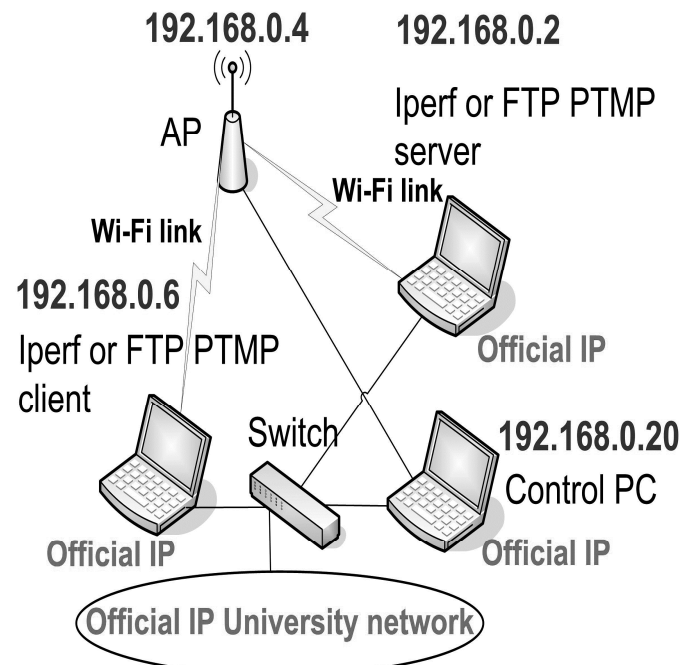 192.168.0.4
192.168.0.2
AP
Iperf or FTP PTMP
server
Wi-Fi link
Wi-Fi link
192.168.0.6
Iperf or FTP PTMP
client
Official IP
Switch
192.168.0.20
Control PC
Official IP
Official IP
Official IP University network